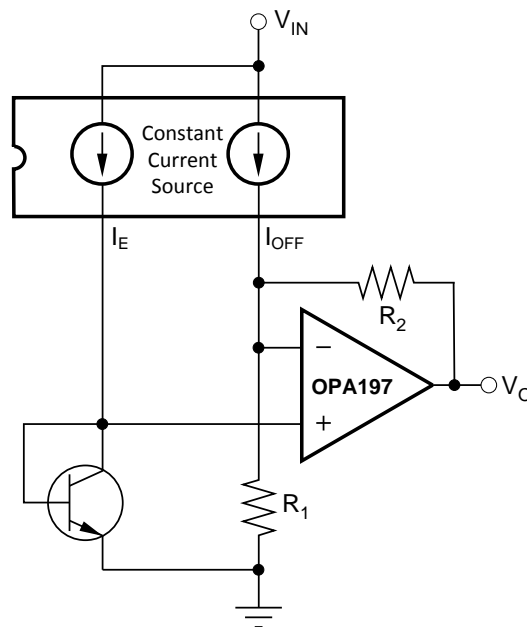 V_IN
Constant
Current
Source
I_E
I_OFF
R_2
−
OPA197
+
V_O
R_1